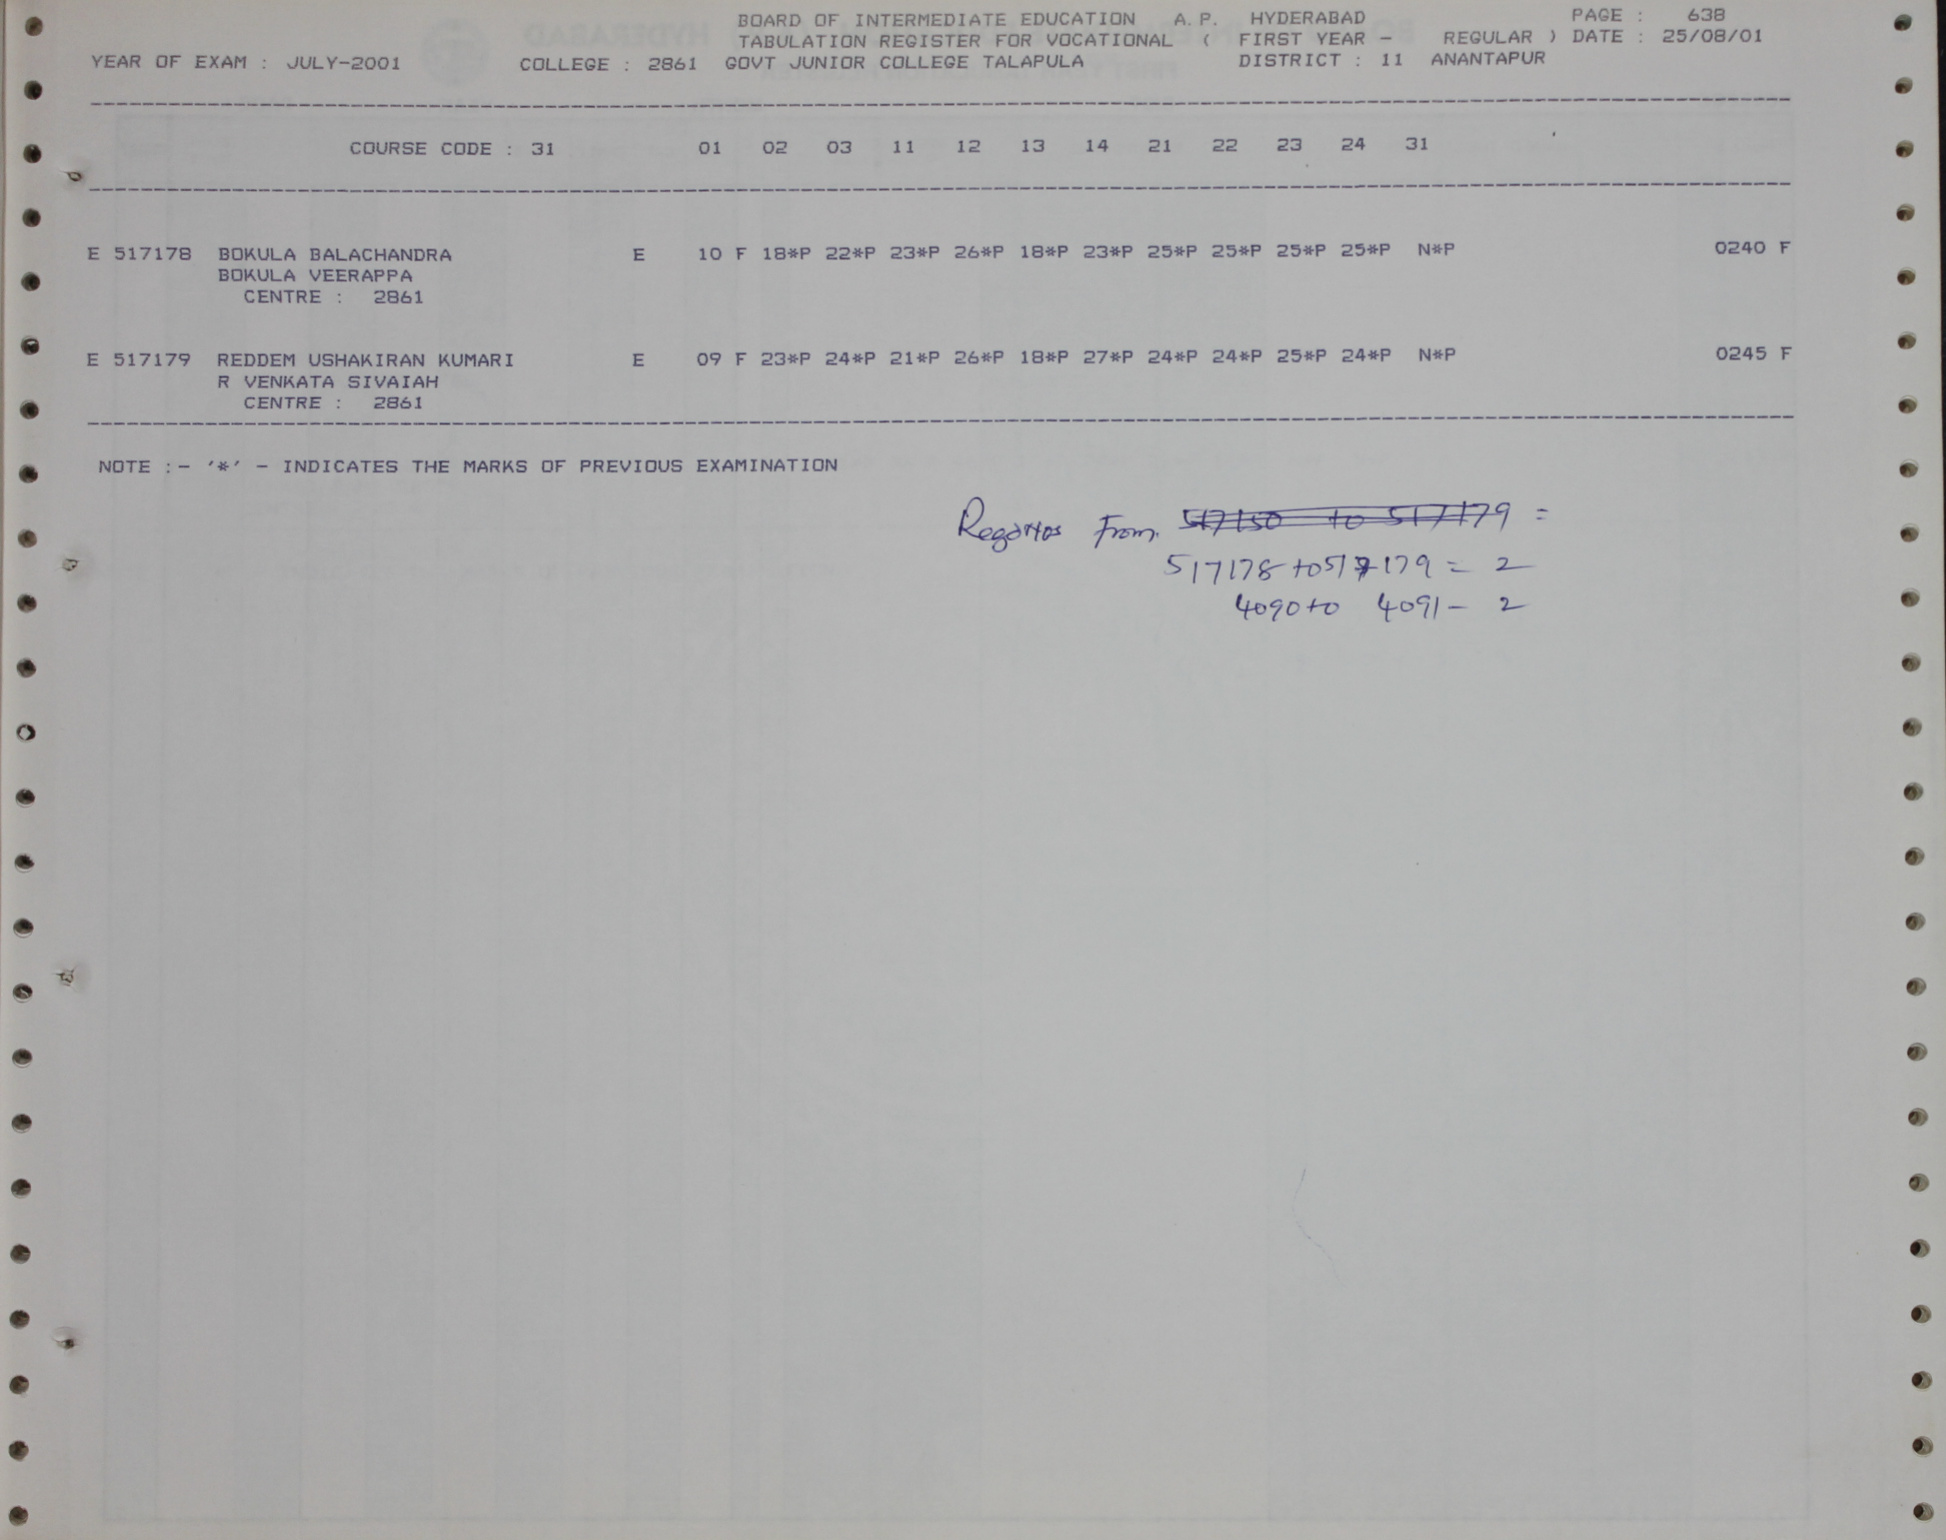 BOARD OF INTERMEDIATE EDUCATION A.P. HYDERABAD PAGE : 638
TABULATION REGISTER FOR VOCATIONAL ( FIRST YEAR - REGULAR ) DATE : 25/08/01
YEAR OF EXAM : JULY-2001 COLLEGE : 2861 GOVT JUNIOR COLLEGE TALAPULA DISTRICT : 11 ANANTAPUR
COURSE CODE : 31 01 02 03 11 12 13 14 21 22 23 24 31
E 517178 BOKULA BALACHANDRA E 10 F 18*P 22*P 23*P 26*P 18*P 23*P 25*P 25*P 25*P 25*P N*P 0240 F
BOKULA VEERAPPA
CENTRE : 2861
E 517179 REDDEM USHAKIRAN KUMARI E 09 F 23*P 24*P 21*P 26*P 18*P 27*P 24*P 24*P 25*P 24*P N*P 0245 F
R VENKATA SIVAIAH
CENTRE : 2861
NOTE :- '*' - INDICATES THE MARKS OF PREVIOUS EXAMINATION
From 517150 to 517179 =
517178 to 517179 = 2
4090 to 4091 - 2